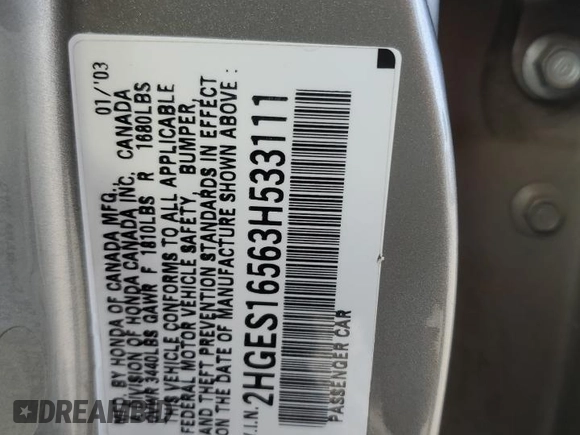 MFD BY HONDA OF CANADA MFG., 01/'03
DIVISION OF HONDA CANADA INC. CANADA
GVWR 3440LBS GAWR F 1810LBS R 1680LBS
THIS VEHICLE CONFORMS TO ALL APPLICABLE
FEDERAL MOTOR VEHICLE SAFETY, BUMPER,
AND THEFT PREVENTION STANDARDS IN EFFECT
ON THE DATE OF MANUFACTURE SHOWN ABOVE :
V.I.N. 2HGES16563H533111
PASSENGER CAR
DREAMBID